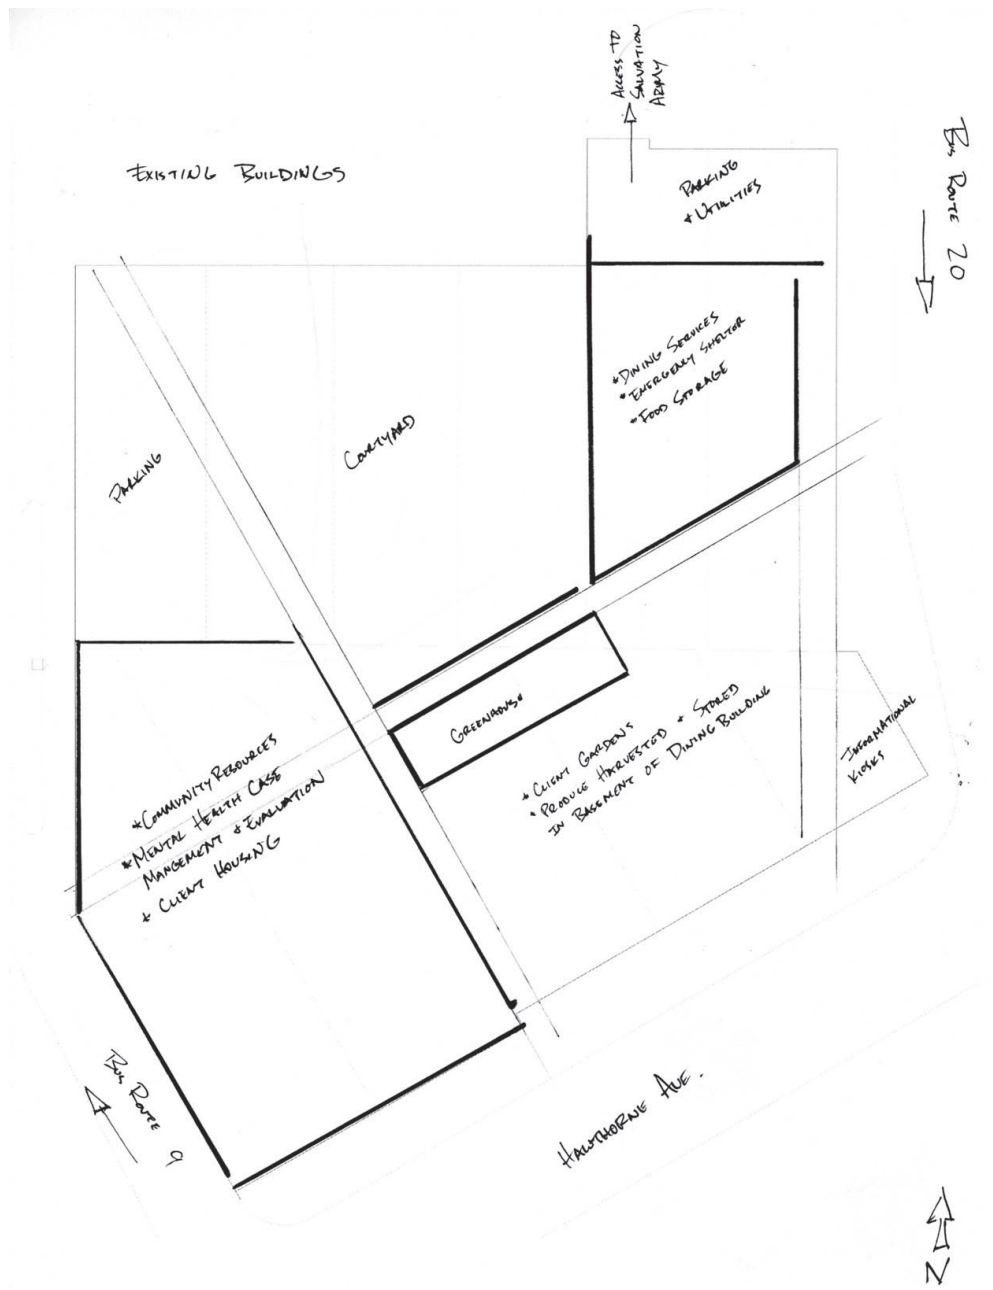 ACCESS TO
SALVATION
ARMY
EXISTING BUILDINGS
PARKING
+ UTILITIES
BUS ROUTE 20
* DINING SERVICES
* EMERGENCY SHELTER
* FOOD STORAGE
COURTYARD
PARKING
GREENHOUSE
* COMMUNITY RESOURCES
* MENTAL HEALTH CASE
MANGEMENT & EVALUATION
+ CLIENT HOUSING
* CLIENT GARDENS
* PRODUCE HARVESTED + STORED
IN BASEMENT OF DINING BUILDING
INFORMATIONAL
KIOSKS
BUS ROUTE 9
HAWTHORNE AVE.
N